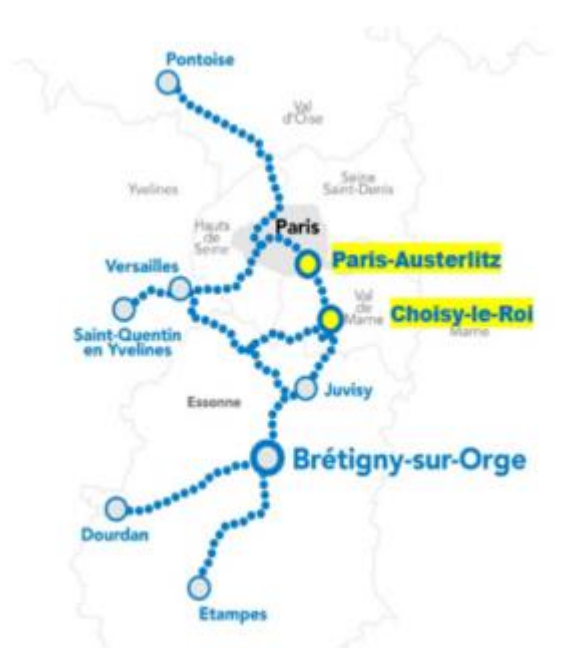 Pontoise
Val
d'Oise
Yvelines
Seine
Saint-Denis
Hauts
de
Seine
Paris
Paris-Austerlitz
Versailles
Val
de
Marne
Choisy-le-Roi
Marne
Saint-Quentin
en Yvelines
Essonne
Juvisy
Brétigny-sur-Orge
Dourdan
Etampes